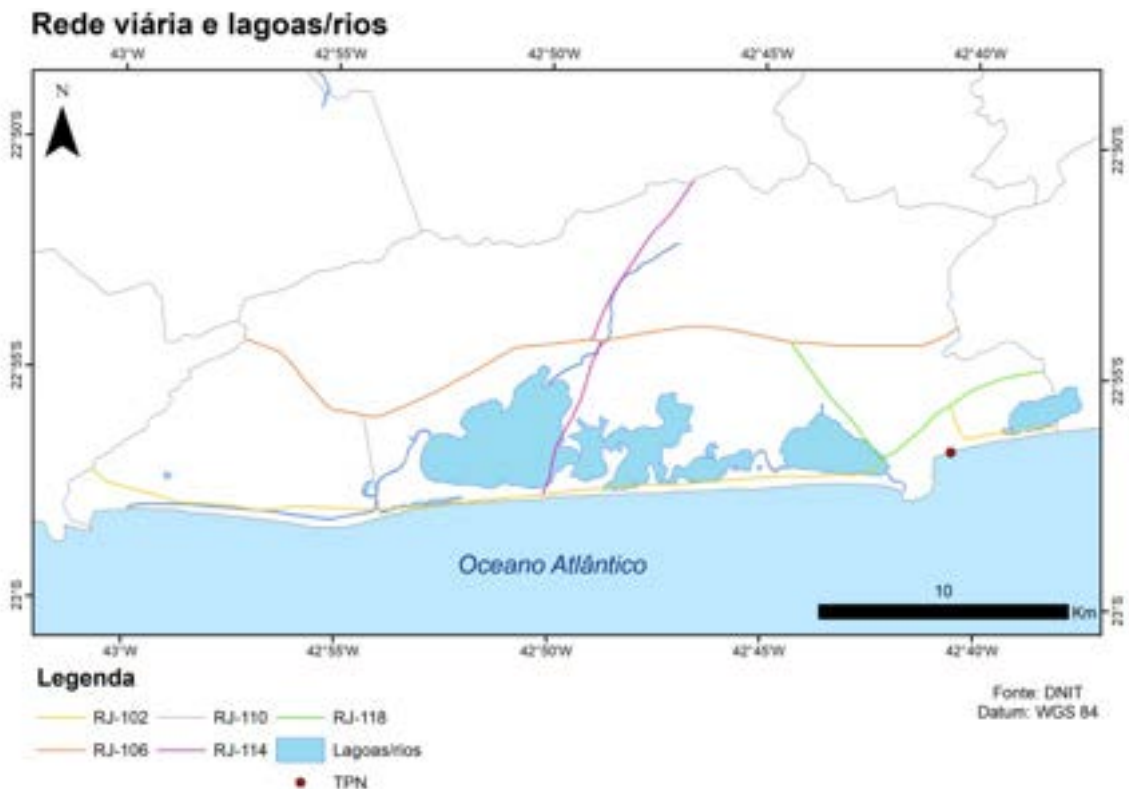 Rede viária e lagoas/rios
43°W 42°55'W 42°50'W 42°45'W 42°40'W
N
22°50'S 22°50'S
22°55'S 22°55'S
Oceano Atlântico
23°S 23°S
10
Km
43°W 42°55'W 42°50'W 42°45'W 42°40'W
Legenda
RJ-102 RJ-110 RJ-118
RJ-106 RJ-114 Lagoas/rios
TPN
Fonte: DNIT
Datum: WGS 84